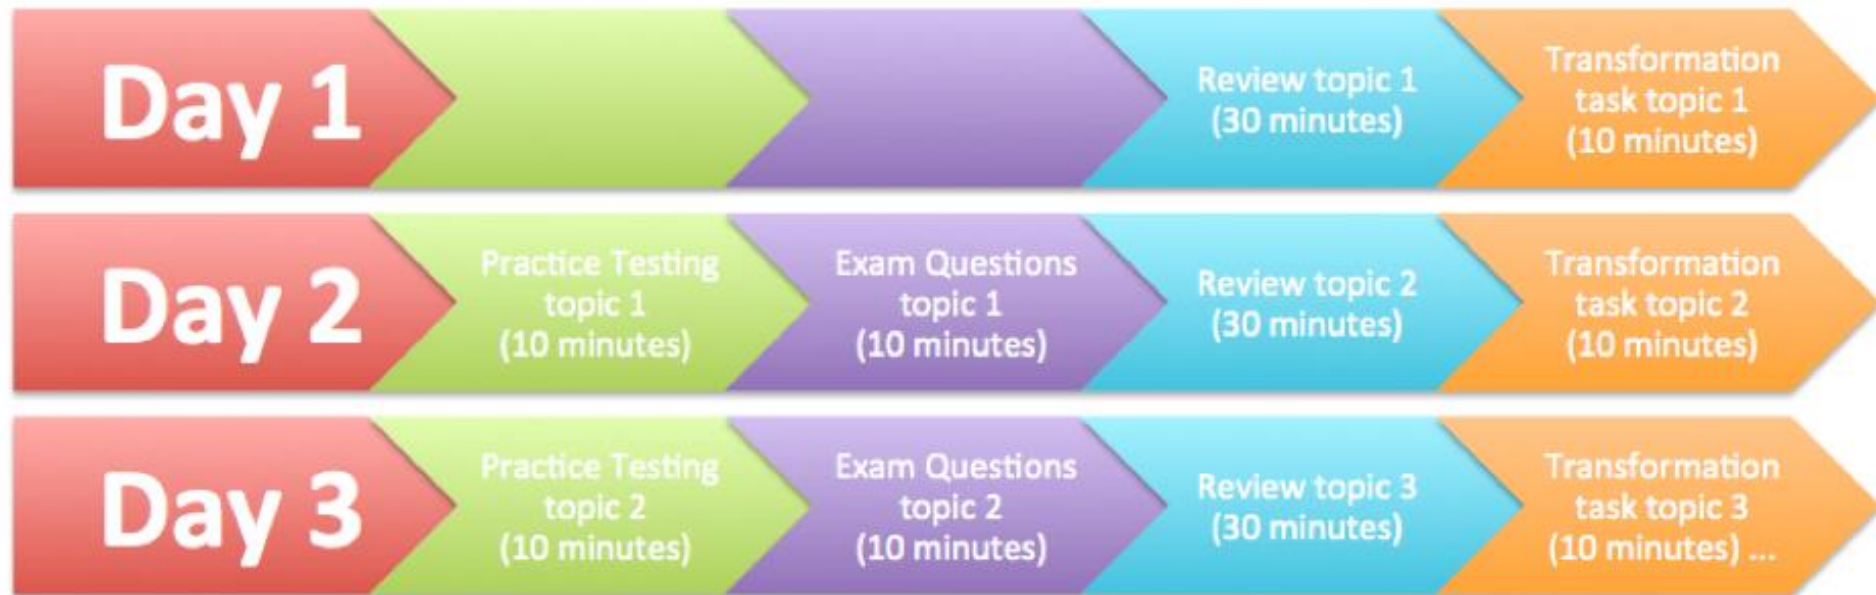 Day 1
Review topic 1
(30 minutes)
Transformation
task topic 1
(10 minutes)
Day 2
Practice Testing
topic 1
(10 minutes)
Exam Questions
topic 1
(10 minutes)
Review topic 2
(30 minutes)
Transformation
task topic 2
(10 minutes)
Day 3
Practice Testing
topic 2
(10 minutes)
Exam Questions
topic 2
(10 minutes)
Review topic 3
(30 minutes)
Transformation
task topic 3
(10 minutes) ...